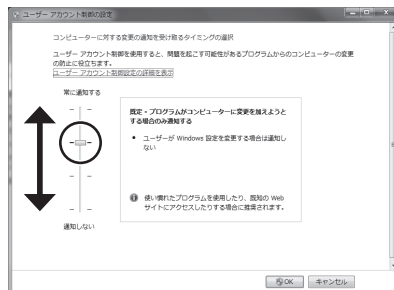 ユーザー アカウント制御の設定
コンピューターに対する変更の通知を受け取るタイミングの選択
ユーザー アカウント制御を使用すると、問題を起こす可能性があるプログラムからのコンピューターの変更
の防止に役立ちます。
ユーザー アカウント制御設定の詳細を表示
常に通知する
既定 - プログラムがコンピューターに変更を加えようと
する場合のみ通知する
• ユーザーが Windows 設定を変更する場合は通知し
ない
使い慣れたプログラムを使用したり、既知の Web
サイトにアクセスしたりする場合に推奨されます。
通知しない
OK
キャンセル